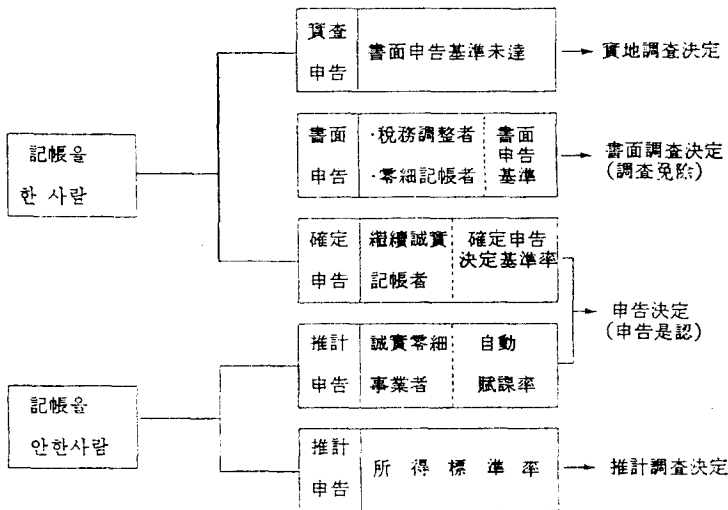 記帳을
한 사람
實査
申告
書面申告基準未達
實地調査決定
書面
申告
·稅務調整者
·零細記帳者
書面
申告
基準
書面調査決定
(調査免除)
確定
申告
繼續誠實
記帳者
確定申告
決定基準率
申告決定
(申告是認)
記帳을
안한사람
推計
申告
誠實零細
事業者
自動
賦課率
推計
申告
所得標準率
推計調査決定